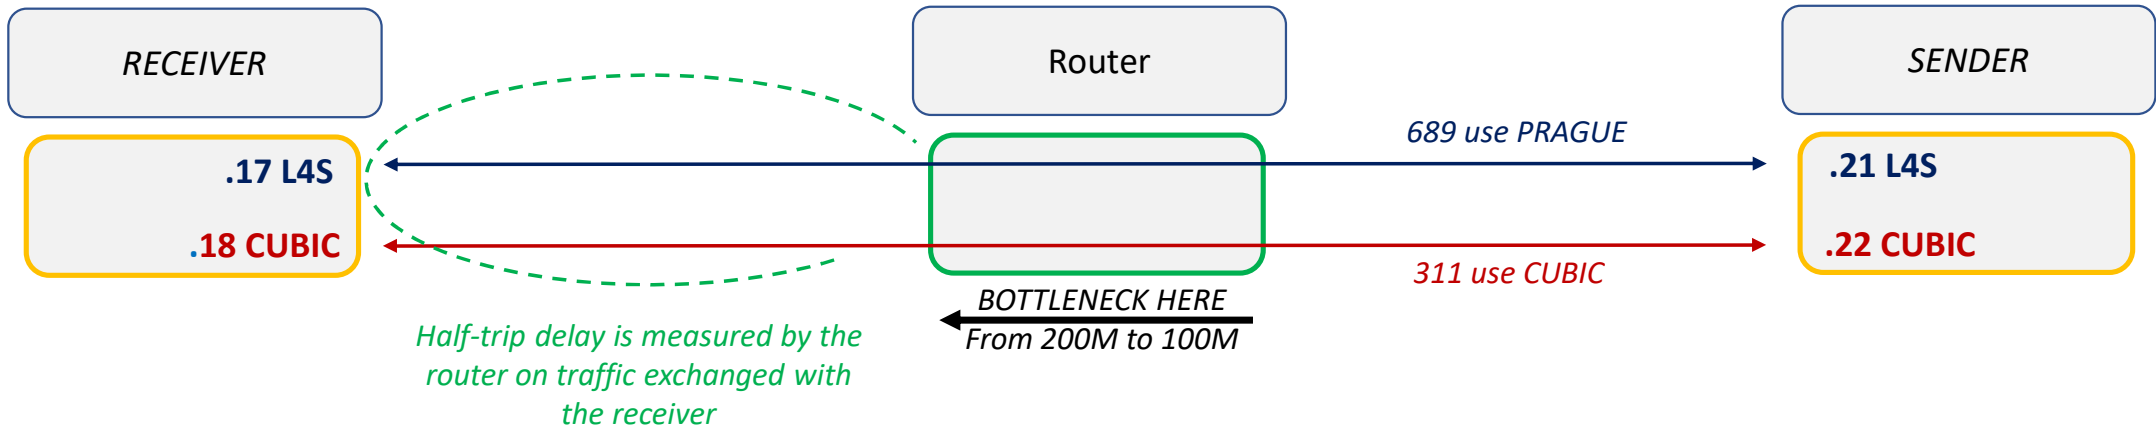 RECEIVER
Router
SENDER
689 use PRAGUE
.17 L4S
.21 L4S
.18 CUBIC
.22 CUBIC
311 use CUBIC
BOTTLENECK HERE
From 200M to 100M
Half-trip delay is measured by the
router on traffic exchanged with
the receiver